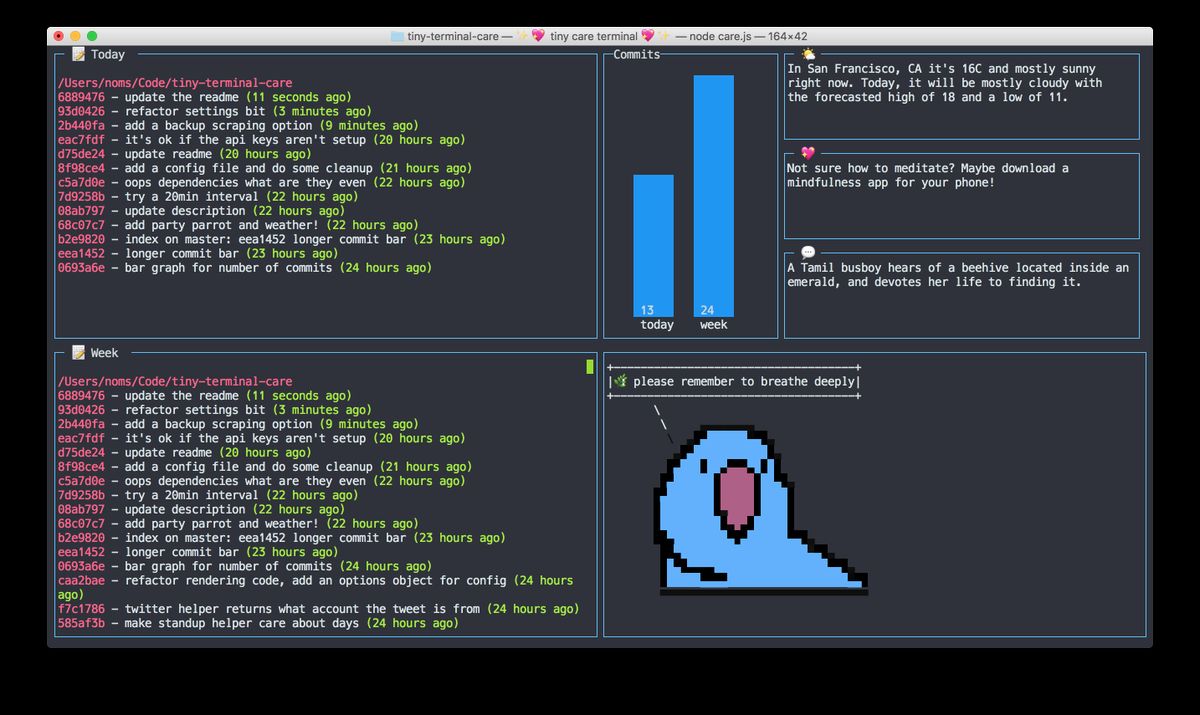 tiny-terminal-care — ✨💖 tiny care terminal 💖✨ — node care.js — 164×42
📝 Today
/Users/noms/Code/tiny-terminal-care
6889476 – update the readme (11 seconds ago)
93d0426 – refactor settings bit (3 minutes ago)
2b440fa – add a backup scraping option (9 minutes ago)
eac7fdf – it's ok if the api keys aren't setup (20 hours ago)
d75de24 – update readme (20 hours ago)
8f98ce4 – add a config file and do some cleanup (21 hours ago)
c5a7d0e – oops dependencies what are they even (22 hours ago)
7d9258b – try a 20min interval (22 hours ago)
08ab797 – update description (22 hours ago)
68c07c7 – add party parrot and weather! (22 hours ago)
b2e9820 – index on master: eea1452 longer commit bar (23 hours ago)
eea1452 – longer commit bar (23 hours ago)
0693a6e – bar graph for number of commits (24 hours ago)
Commits
13
24
today
week
In San Francisco, CA it's 16C and mostly sunny
right now. Today, it will be mostly cloudy with
the forecasted high of 18 and a low of 11.
Not sure how to meditate? Maybe download a
mindfulness app for your phone!
A Tamil busboy hears of a beehive located inside an
emerald, and devotes her life to finding it.
📝 Week
/Users/noms/Code/tiny-terminal-care
6889476 – update the readme (11 seconds ago)
93d0426 – refactor settings bit (3 minutes ago)
2b440fa – add a backup scraping option (9 minutes ago)
eac7fdf – it's ok if the api keys aren't setup (20 hours ago)
d75de24 – update readme (20 hours ago)
8f98ce4 – add a config file and do some cleanup (21 hours ago)
c5a7d0e – oops dependencies what are they even (22 hours ago)
7d9258b – try a 20min interval (22 hours ago)
08ab797 – update description (22 hours ago)
68c07c7 – add party parrot and weather! (22 hours ago)
b2e9820 – index on master: eea1452 longer commit bar (23 hours ago)
eea1452 – longer commit bar (23 hours ago)
0693a6e – bar graph for number of commits (24 hours ago)
caa2bae – refactor rendering code, add an options object for config (24 hours
ago)
f7c1786 – twitter helper returns what account the tweet is from (24 hours ago)
585af3b – make standup helper care about days (24 hours ago)
🌿 please remember to breathe deeply